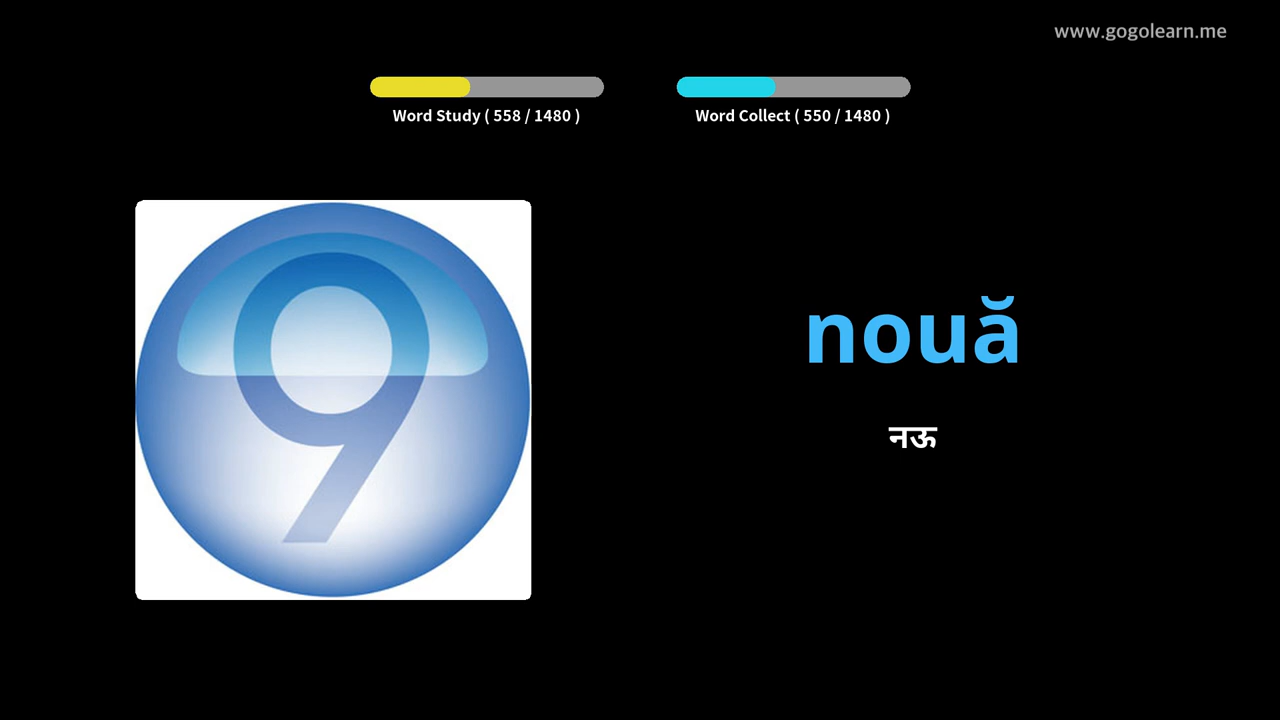 www.gogolearn.me
Word Study ( 558 / 1480 )
Word Collect ( 550 / 1480 )
9
nouă
नऊ